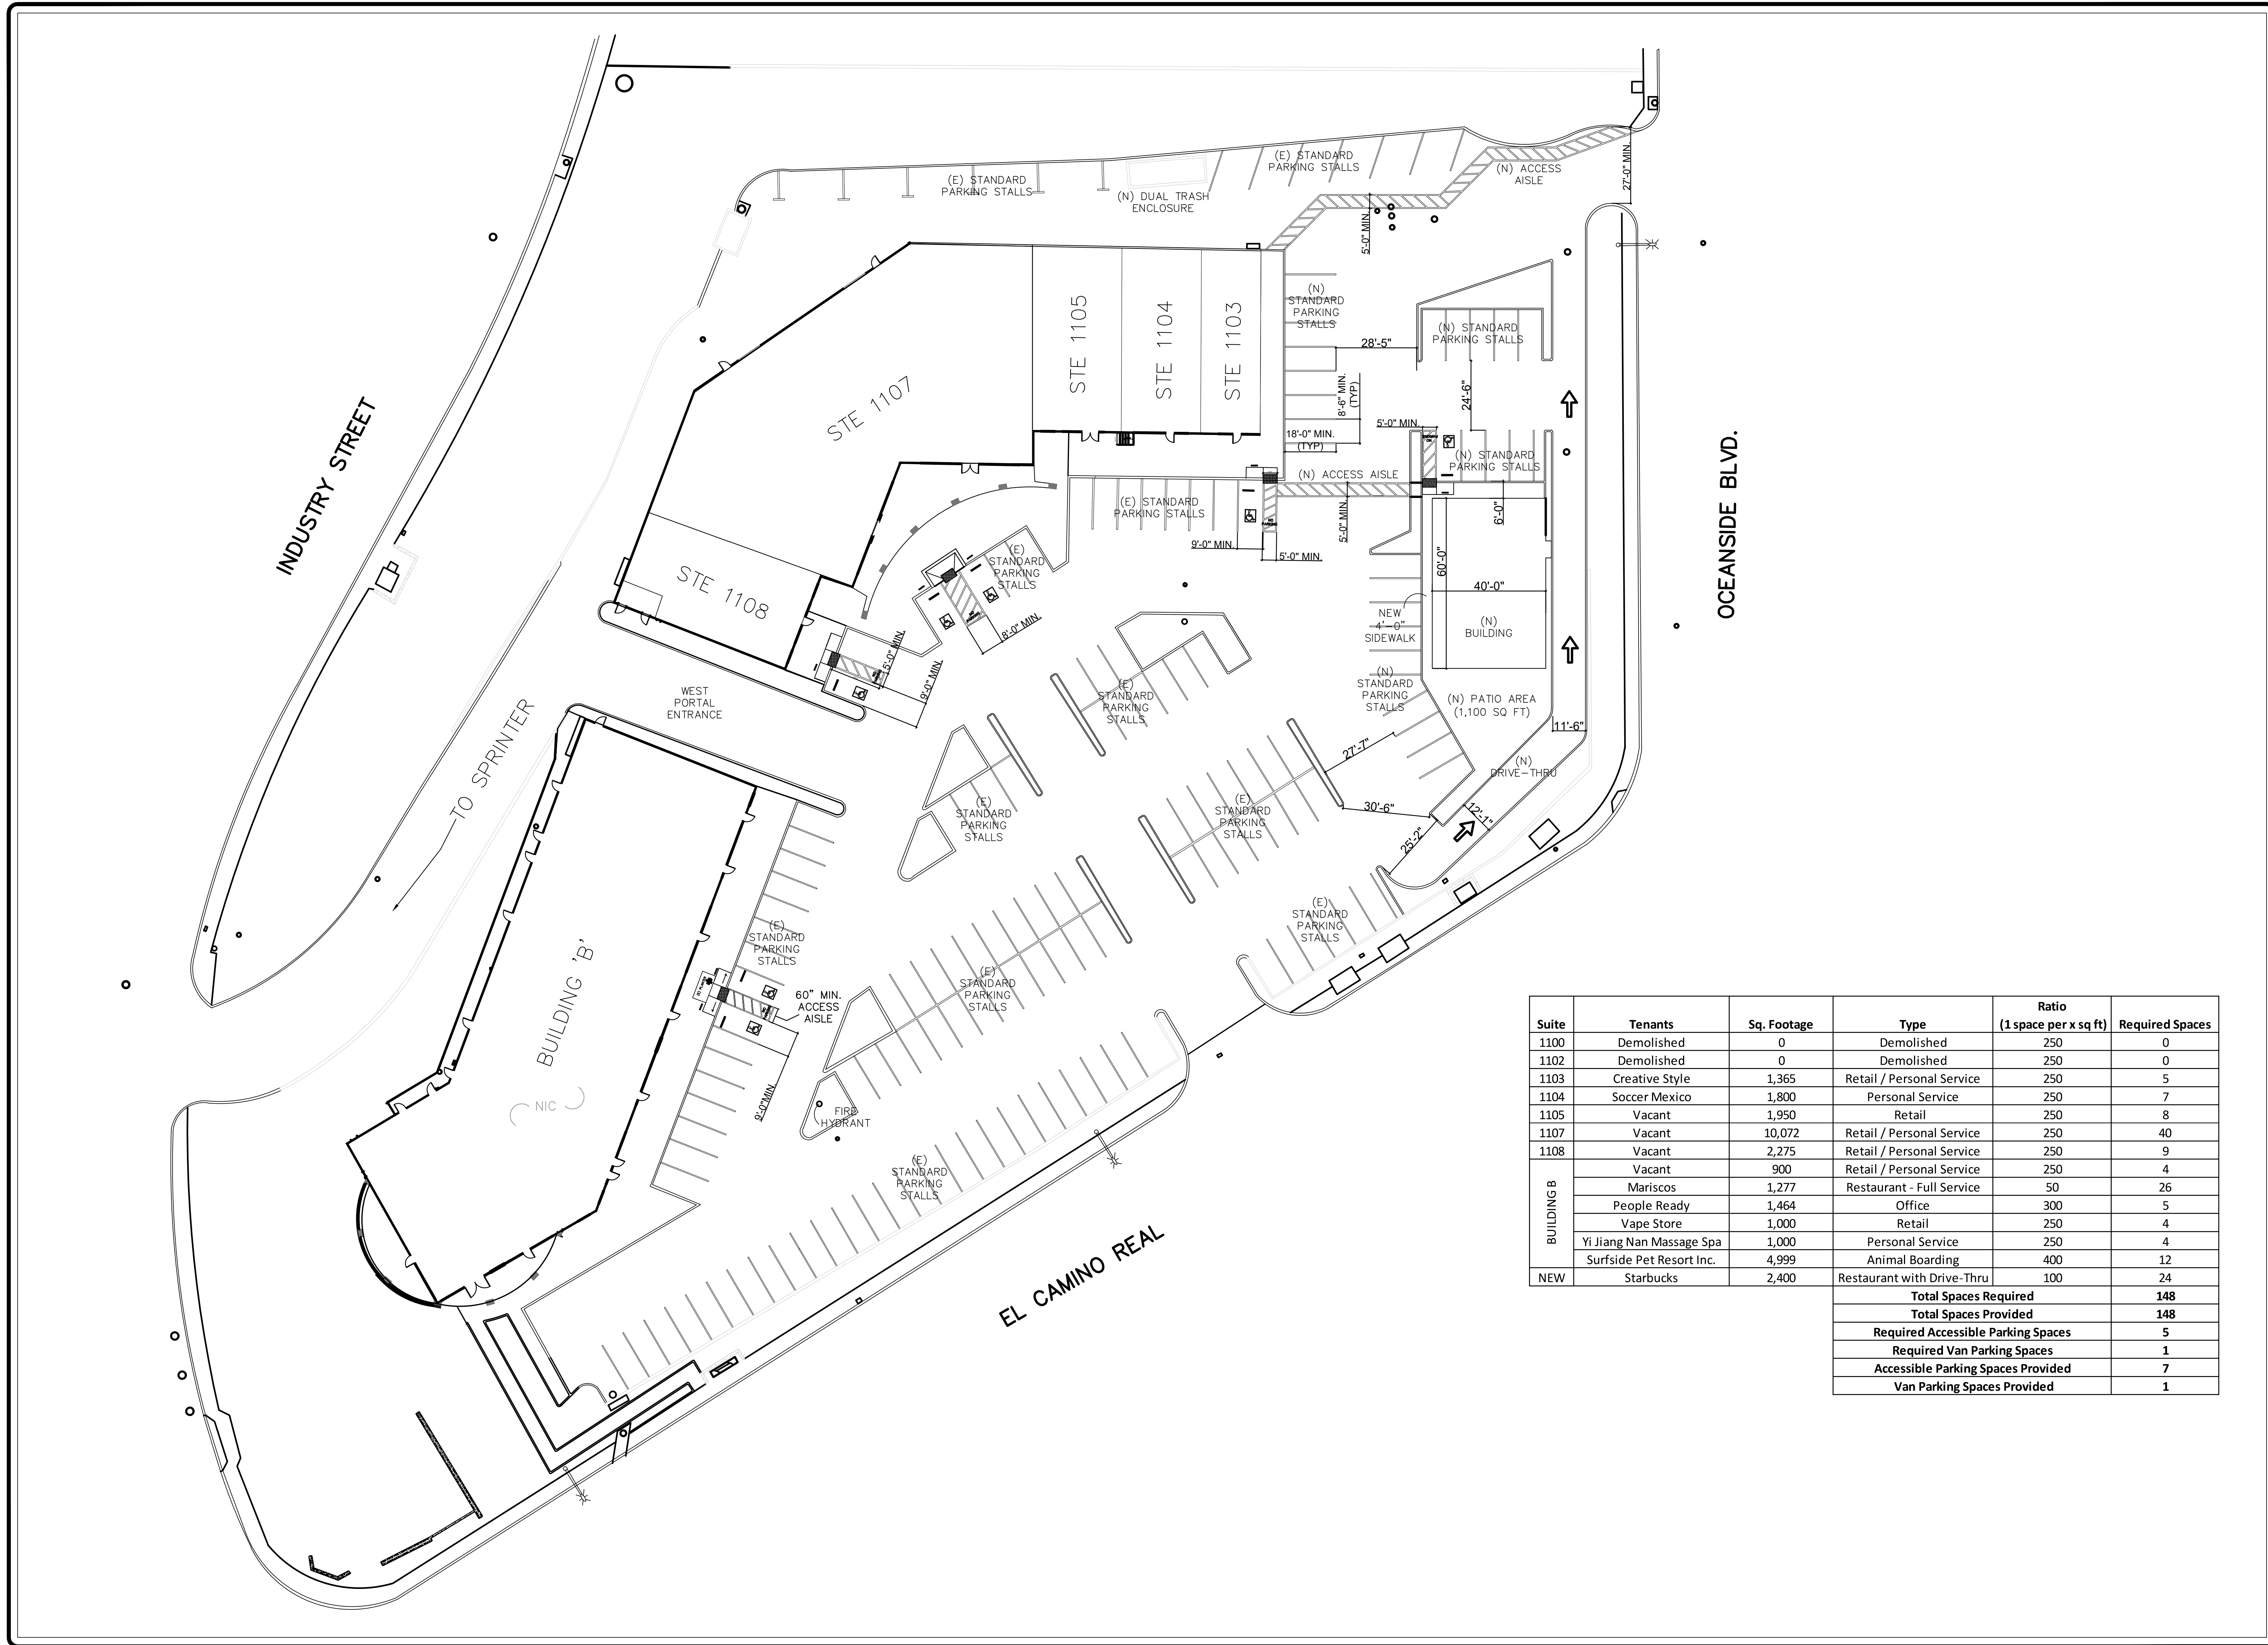 INDUSTRY STREET
OCEANSIDE BLVD.
EL CAMINO REAL
(E) STANDARD
PARKING STALLS
(N) DUAL TRASH
ENCLOSURE
(E) STANDARD
PARKING STALLS
(N) ACCESS
AISLE
27'-0" MIN.
5'-0" MIN.
STE 1107
STE 1105
STE 1104
STE 1103
STE 1108
(N)
STANDARD
PARKING
STALLS
28'-5"
(N) STANDARD
PARKING STALLS
24'-6"
8'-6" MIN.
(TYP)
18'-0" MIN.
(TYP)
5'-0" MIN.
(N) STANDARD
PARKING STALLS
(N) ACCESS AISLE
5'-0" MIN.
6'-0"
(E) STANDARD
PARKING STALLS
NO
PARKING
9'-0" MIN.
5'-0" MIN.
(E)
STANDARD
PARKING
STALLS
8'-0" MIN.
5'-0" MIN.
9'-0" MIN.
60'-0"
40'-0"
(N)
BUILDING
NEW
4'-0"
SIDEWALK
(N)
STANDARD
PARKING
STALLS
(N) PATIO AREA
(1,100 SQ FT)
11'-6"
(N)
DRIVE-THRU
12'-1"
25'-2"
30'-6"
27'-7"
WEST
PORTAL
ENTRANCE
TO SPRINTER
(E)
STANDARD
PARKING
STALLS
(E)
STANDARD
PARKING
STALLS
(E)
STANDARD
PARKING
STALLS
(E)
STANDARD
PARKING
STALLS
(E)
STANDARD
PARKING
STALLS
60" MIN.
ACCESS
AISLE
(E)
STANDARD
PARKING
STALLS
9'-0"MIN.
BUILDING 'B'
NIC
FIRE
HYDRANT
(E)
STANDARD
PARKING
STALLS
Suite Tenants Sq. Footage Type Ratio (1 space per x sq ft) Required Spaces
1100 Demolished 0 Demolished 250 0
1102 Demolished 0 Demolished 250 0
1103 Creative Style 1,365 Retail / Personal Service 250 5
1104 Soccer Mexico 1,800 Personal Service 250 7
1105 Vacant 1,950 Retail 250 8
1107 Vacant 10,072 Retail / Personal Service 250 40
1108 Vacant 2,275 Retail / Personal Service 250 9
BUILDING B
Vacant 900 Retail / Personal Service 250 4
Mariscos 1,277 Restaurant - Full Service 50 26
People Ready 1,464 Office 300 5
Vape Store 1,000 Retail 250 4
Yi Jiang Nan Massage Spa 1,000 Personal Service 250 4
Surfside Pet Resort Inc. 4,999 Animal Boarding 400 12
NEW Starbucks 2,400 Restaurant with Drive-Thru 100 24
Total Spaces Required 148
Total Spaces Provided 148
Required Accessible Parking Spaces 5
Required Van Parking Spaces 1
Accessible Parking Spaces Provided 7
Van Parking Spaces Provided 1